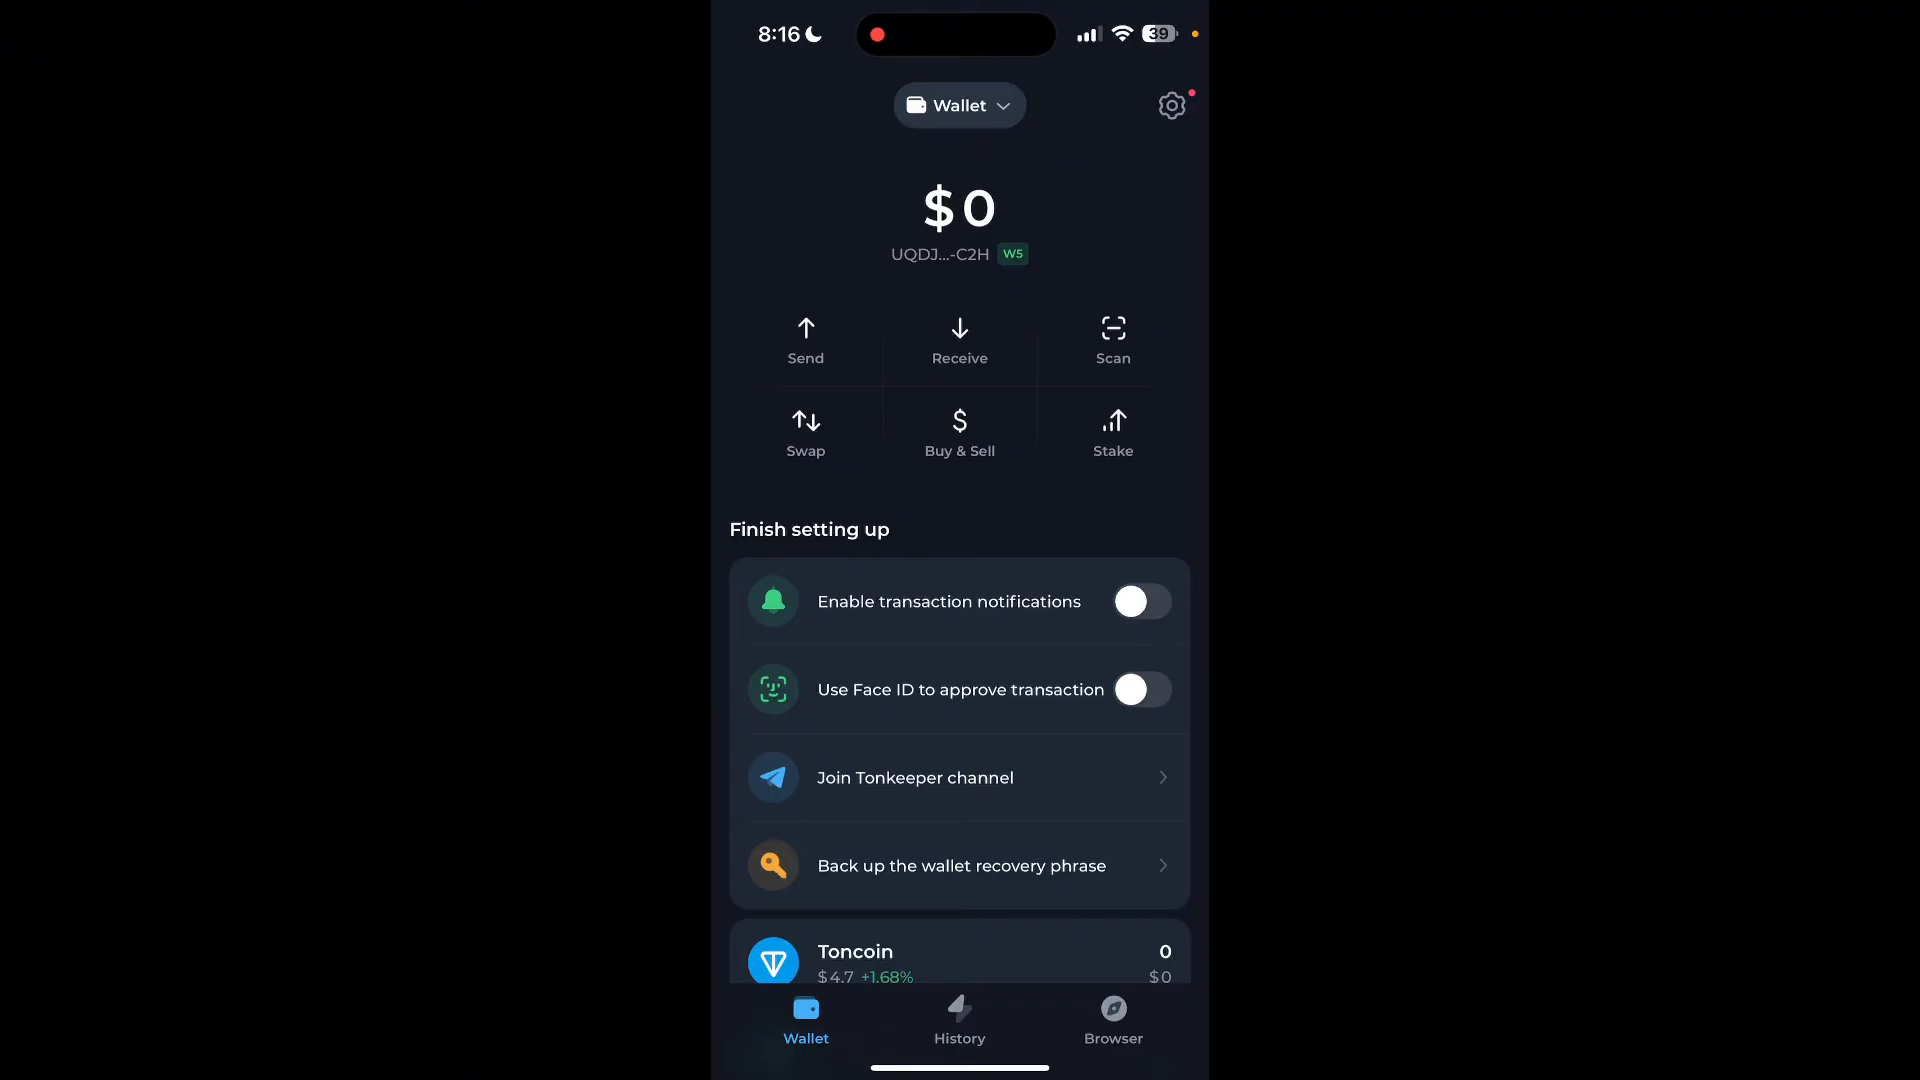 8:16
39
Wallet
$0
UQDJ...-C2H W5
Send Receive Scan
Swap Buy & Sell Stake
Finish setting up
Enable transaction notifications
Use Face ID to approve transaction
Join Tonkeeper channel
Back up the wallet recovery phrase
Toncoin 0
$4.7 +1.68% $0
Wallet History Browser